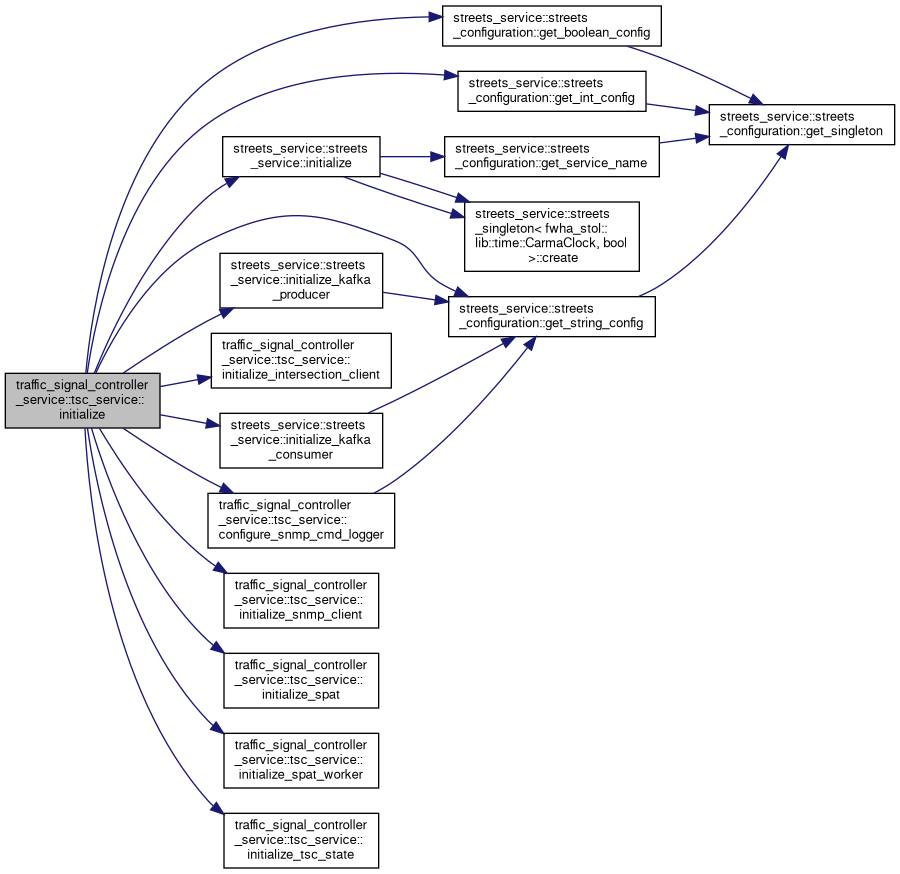 streets_service::streets
_configuration::get_boolean_config
streets_service::streets
_configuration::get_int_config
streets_service::streets
_configuration::get_singleton
streets_service::streets
_service::initialize
streets_service::streets
_configuration::get_service_name
streets_service::streets
_singleton< fwha_stol::
lib::time::CarmaClock, bool
>::create
streets_service::streets
_service::initialize_kafka
_producer
streets_service::streets
_configuration::get_string_config
traffic_signal_controller
_service::tsc_service::
initialize_intersection_client
traffic_signal_controller
_service::tsc_service::
initialize
streets_service::streets
_service::initialize_kafka
_consumer
traffic_signal_controller
_service::tsc_service::
configure_snmp_cmd_logger
traffic_signal_controller
_service::tsc_service::
initialize_snmp_client
traffic_signal_controller
_service::tsc_service::
initialize_spat
traffic_signal_controller
_service::tsc_service::
initialize_spat_worker
traffic_signal_controller
_service::tsc_service::
initialize_tsc_state